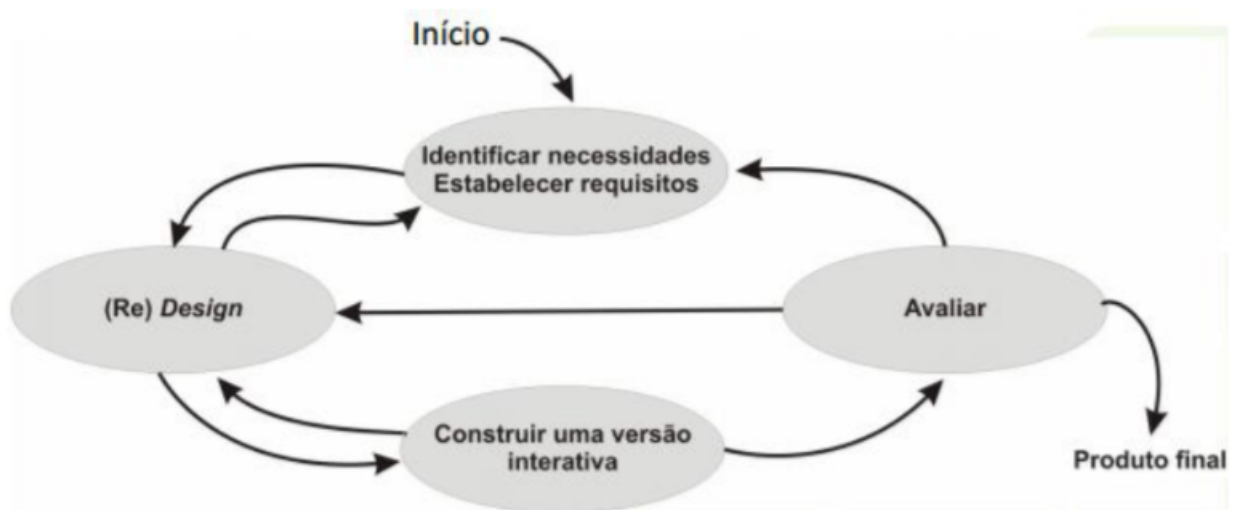 Início
Identificar necessidades
Estabelecer requisitos
(Re) Design
Avaliar
Construir uma versão
interativa
Produto final